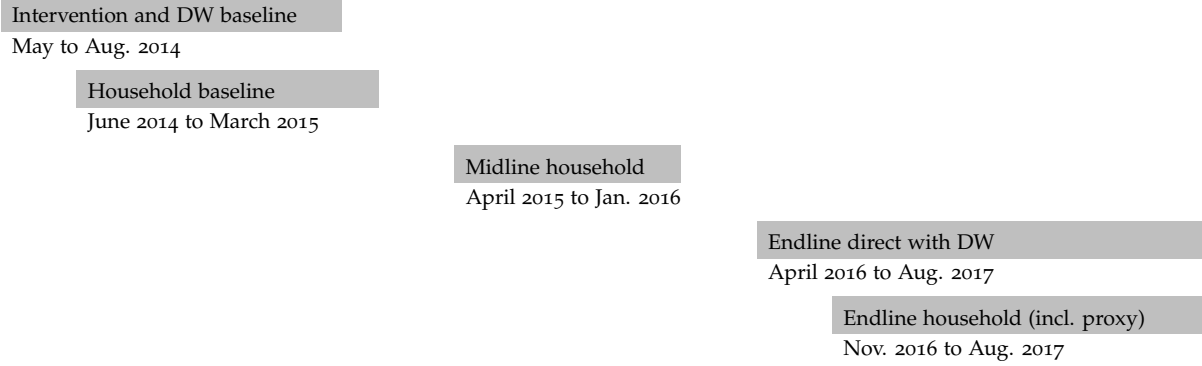 Intervention and DW baseline
May to Aug. 2014
Household baseline
June 2014 to March 2015
Midline household
April 2015 to Jan. 2016
Endline direct with DW
April 2016 to Aug. 2017
Endline household (incl. proxy)
Nov. 2016 to Aug. 2017